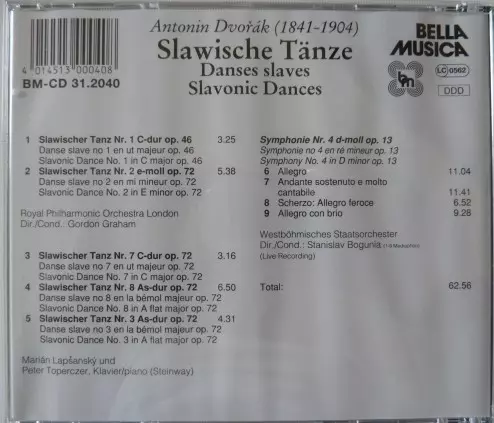 4 014513 000408
BM-CD 31.2040
Antonin Dvořák (1841-1904)
Slawische Tänze
Danses slaves
Slavonic Dances
BELLA
MUSICA
LC 0562
DDD
1 Slawischer Tanz Nr. 1 C-dur op. 46 3.25
Danse slave no 1 en ut majeur op. 46
Slavonic Dance No. 1 in C major op. 46
2 Slawischer Tanz Nr. 2 e-moll op. 72 5.38
Danse slave no 2 en mi mineur op. 72
Slavonic Dance No. 2 in E minor op. 72
Royal Philharmonic Orchestra London
Dir./Cond.: Gordon Graham
3 Slawischer Tanz Nr. 7 C-dur op. 72 3.16
Danse slave no 7 en ut majeur op. 72
Slavonic Dance No. 7 in C major op. 72
4 Slawischer Tanz Nr. 8 As-dur op. 72 6.50
Danse slave no 8 en la bémol majeur op. 72
Slavonic Dance No. 8 in A flat major op. 72
5 Slawischer Tanz Nr. 3 As-dur op. 72 4.31
Danse slave no 3 en la bémol majeur op. 72
Slavonic Dance No. 3 in A flat major op. 72
Marián Lapšanský und
Peter Toperczer, Klavier/piano (Steinway)
Symphonie Nr. 4 d-moll op. 13
Symphonie no 4 en ré mineur op. 13
Symphony No. 4 in D minor op. 13
6 Allegro 11.04
7 Andante sostenuto e molto
cantabile 11.41
8 Scherzo: Allegro feroce 6.52
9 Allegro con brio 9.28
Westböhmisches Staatsorchester
Dir./Cond.: Stanislav Bogunia
(Live Recording)
Total: 62.56